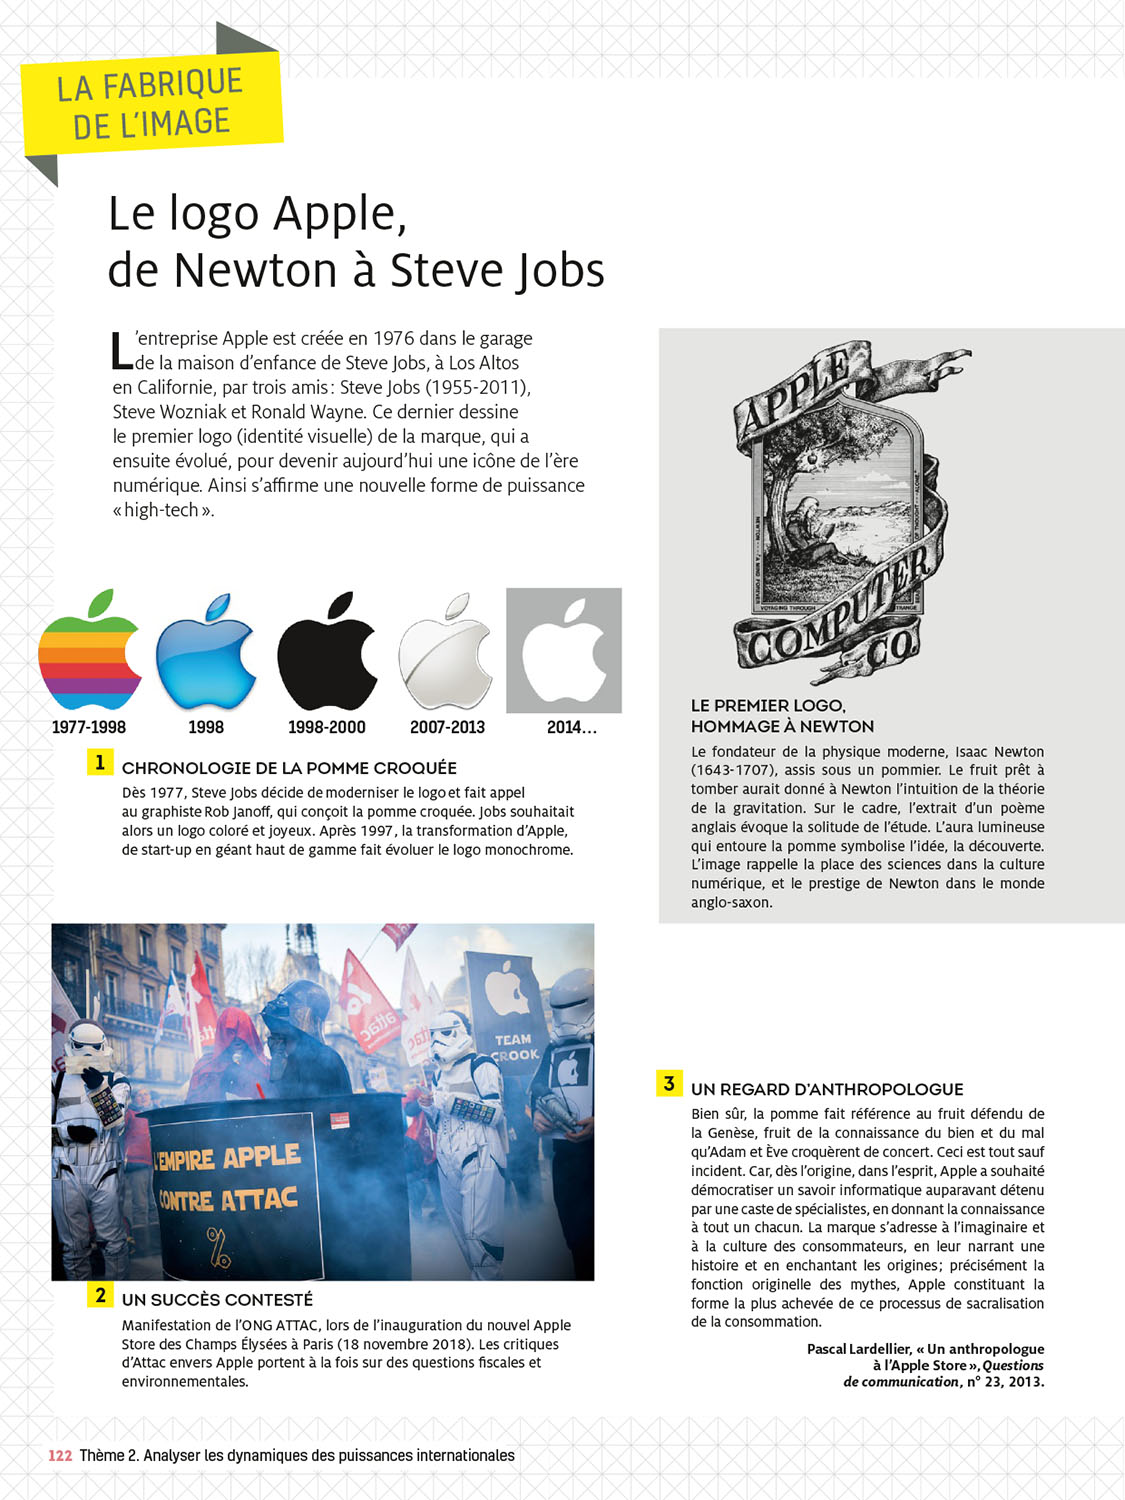 LA FABRIQUE
DE L'IMAGE
Le logo Apple,
de Newton à Steve Jobs
L'entreprise Apple est créée en 1976 dans le garage
de la maison d'enfance de Steve Jobs, à Los Altos
en Californie, par trois amis : Steve Jobs (1955-2011),
Steve Wozniak et Ronald Wayne. Ce dernier dessine
le premier logo (identité visuelle) de la marque, qui a
ensuite évolué, pour devenir aujourd'hui une icône de l'ère
numérique. Ainsi s'affirme une nouvelle forme de puissance
« high-tech ».
1977-1998
1998
1998-2000
2007-2013
2014...
1 CHRONOLOGIE DE LA POMME CROQUÉE
Dès 1977, Steve Jobs décide de moderniser le logo et fait appel
au graphiste Rob Janoff, qui conçoit la pomme croquée. Jobs souhaitait
alors un logo coloré et joyeux. Après 1997, la transformation d'Apple,
de start-up en géant haut de gamme fait évoluer le logo monochrome.
APPLE
COMPUTER
CO.
NEWTON
VOYAGING THROUGH
ALONE
LE PREMIER LOGO,
HOMMAGE À NEWTON
Le fondateur de la physique moderne, Isaac Newton
(1643-1707), assis sous un pommier. Le fruit prêt à
tomber aurait donné à Newton l'intuition de la théorie
de la gravitation. Sur le cadre, l'extrait d'un poème
anglais évoque la solitude de l'étude. L'aura lumineuse
qui entoure la pomme symbolise l'idée, la découverte.
L'image rappelle la place des sciences dans la culture
numérique, et le prestige de Newton dans le monde
anglo-saxon.
attac
TEAM
CROOK
L'EMPIRE APPLE
CONTRE ATTAC
%
2 UN SUCCÈS CONTESTÉ
Manifestation de l'ONG ATTAC, lors de l'inauguration du nouvel Apple
Store des Champs Élysées à Paris (18 novembre 2018). Les critiques
d'Attac envers Apple portent à la fois sur des questions fiscales et
environnementales.
3 UN REGARD D'ANTHROPOLOGUE
Bien sûr, la pomme fait référence au fruit défendu de
la Genèse, fruit de la connaissance du bien et du mal
qu'Adam et Ève croquèrent de concert. Ceci est tout sauf
incident. Car, dès l'origine, dans l'esprit, Apple a souhaité
démocratiser un savoir informatique auparavant détenu
par une caste de spécialistes, en donnant la connaissance
à tout un chacun. La marque s'adresse à l'imaginaire et
à la culture des consommateurs, en leur narrant une
histoire et en enchantant les origines ; précisément la
fonction originelle des mythes, Apple constituant la
forme la plus achevée de ce processus de sacralisation
de la consommation.
Pascal Lardellier, « Un anthropologue
à l'Apple Store », Questions
de communication, n° 23, 2013.
122 Thème 2. Analyser les dynamiques des puissances internationales